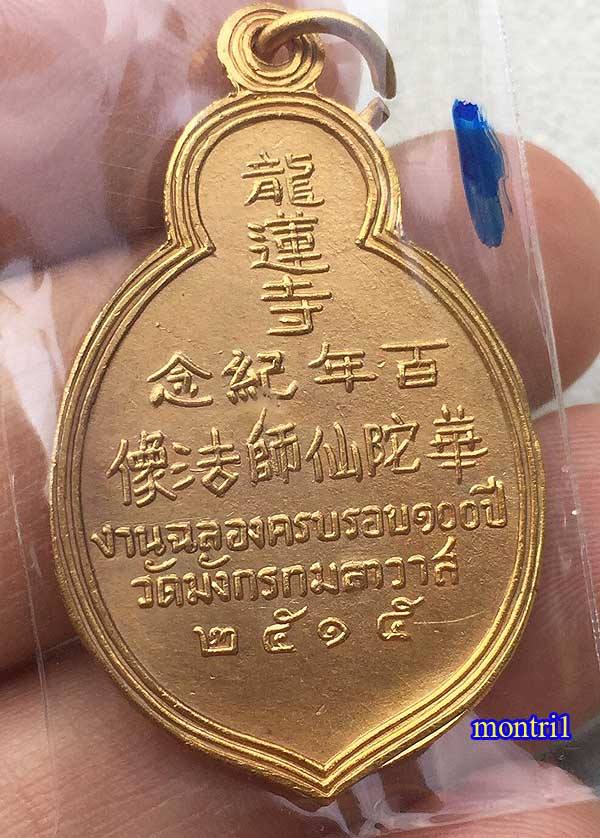 龍蓮寺
百年紀念
華陀仙師法像
งานฉลองครบรอบ๑๐๐ปี
วัดมังกรกมลาวาส
๒๕๑๕
montri1